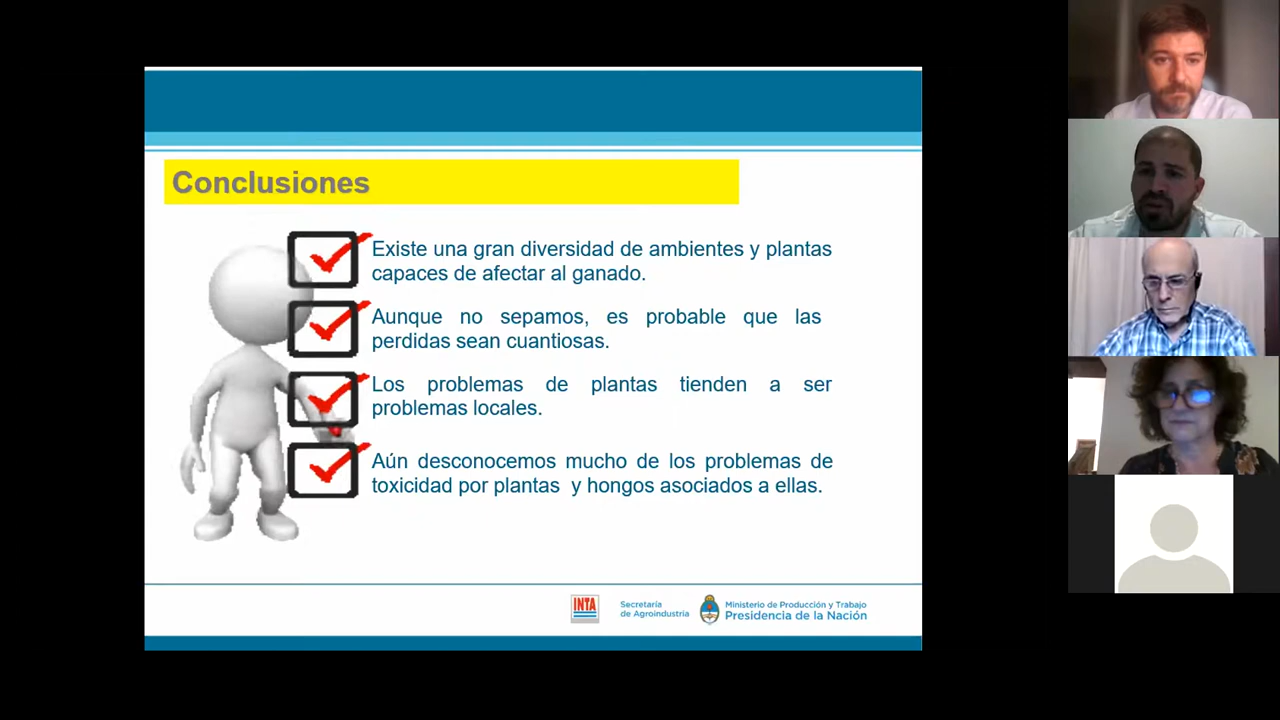 Conclusiones
Existe una gran diversidad de ambientes y plantas
capaces de afectar al ganado.
Aunque no sepamos, es probable que las
perdidas sean cuantiosas.
Los problemas de plantas tienden a ser
problemas locales.
Aún desconocemos mucho de los problemas de
toxicidad por plantas y hongos asociados a ellas.
INTA
Secretaría
de Agroindustria
Ministerio de Producción y Trabajo
Presidencia de la Nación